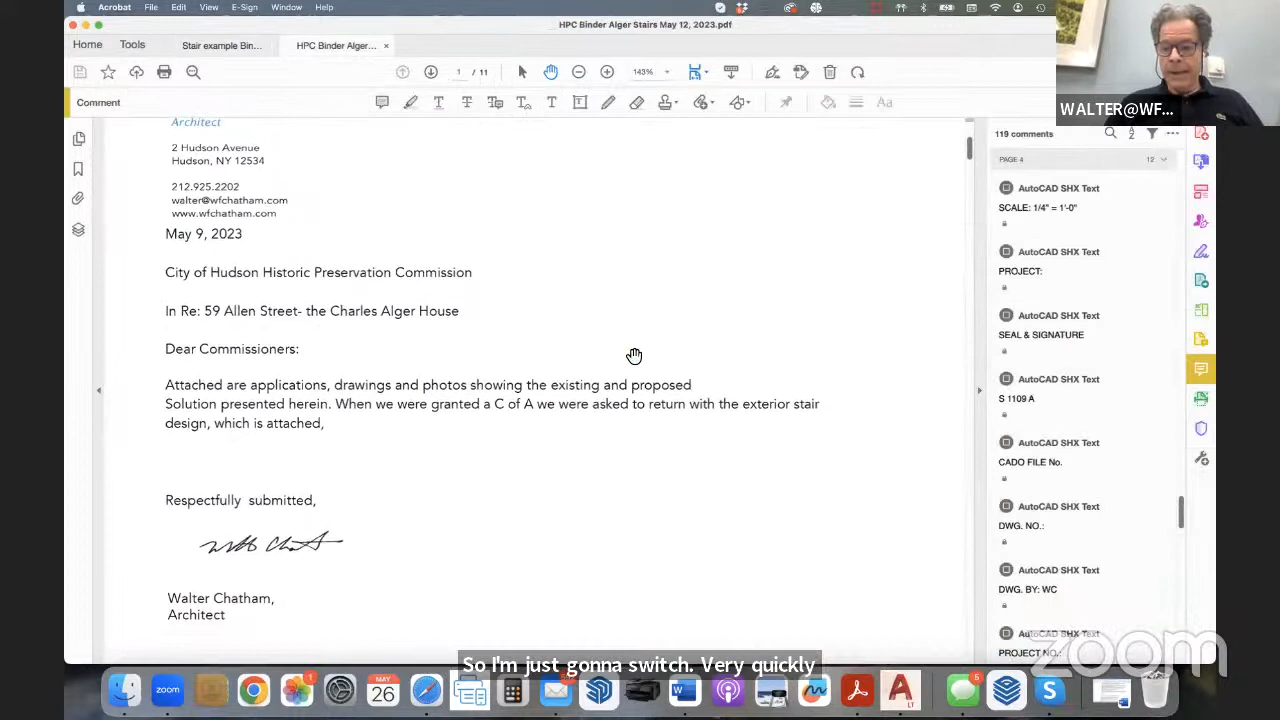 Acrobat File Edit View E-Sign Window Help
HPC Binder Alger Stairs May 12, 2023.pdf
Home Tools Stair example Bin... HPC Binder Alger... ×
1 / 11 143%
Comment
119 comments
PAGE 4 12
Architect
2 Hudson Avenue
Hudson, NY 12534
212.925.2202
walter@wfchatham.com
www.wfchatham.com
May 9, 2023
City of Hudson Historic Preservation Commission
In Re: 59 Allen Street- the Charles Alger House
Dear Commissioners:
Attached are applications, drawings and photos showing the existing and proposed
Solution presented herein. When we were granted a C of A we were asked to return with the exterior stair
design, which is attached,
Respectfully submitted,
Walter Chatham,
Architect
AutoCAD SHX Text
SCALE: 1/4" = 1'-0"
AutoCAD SHX Text
PROJECT:
AutoCAD SHX Text
SEAL & SIGNATURE
AutoCAD SHX Text
S 1109 A
AutoCAD SHX Text
CADO FILE No.
AutoCAD SHX Text
DWG. NO.:
AutoCAD SHX Text
DWG. BY: WC
AutoCAD SHX Text
PROJECT NO.:
WALTER@WF...
So I'm just gonna switch. Very quickly
zoom
zoom
MAY
26
1
5
LT